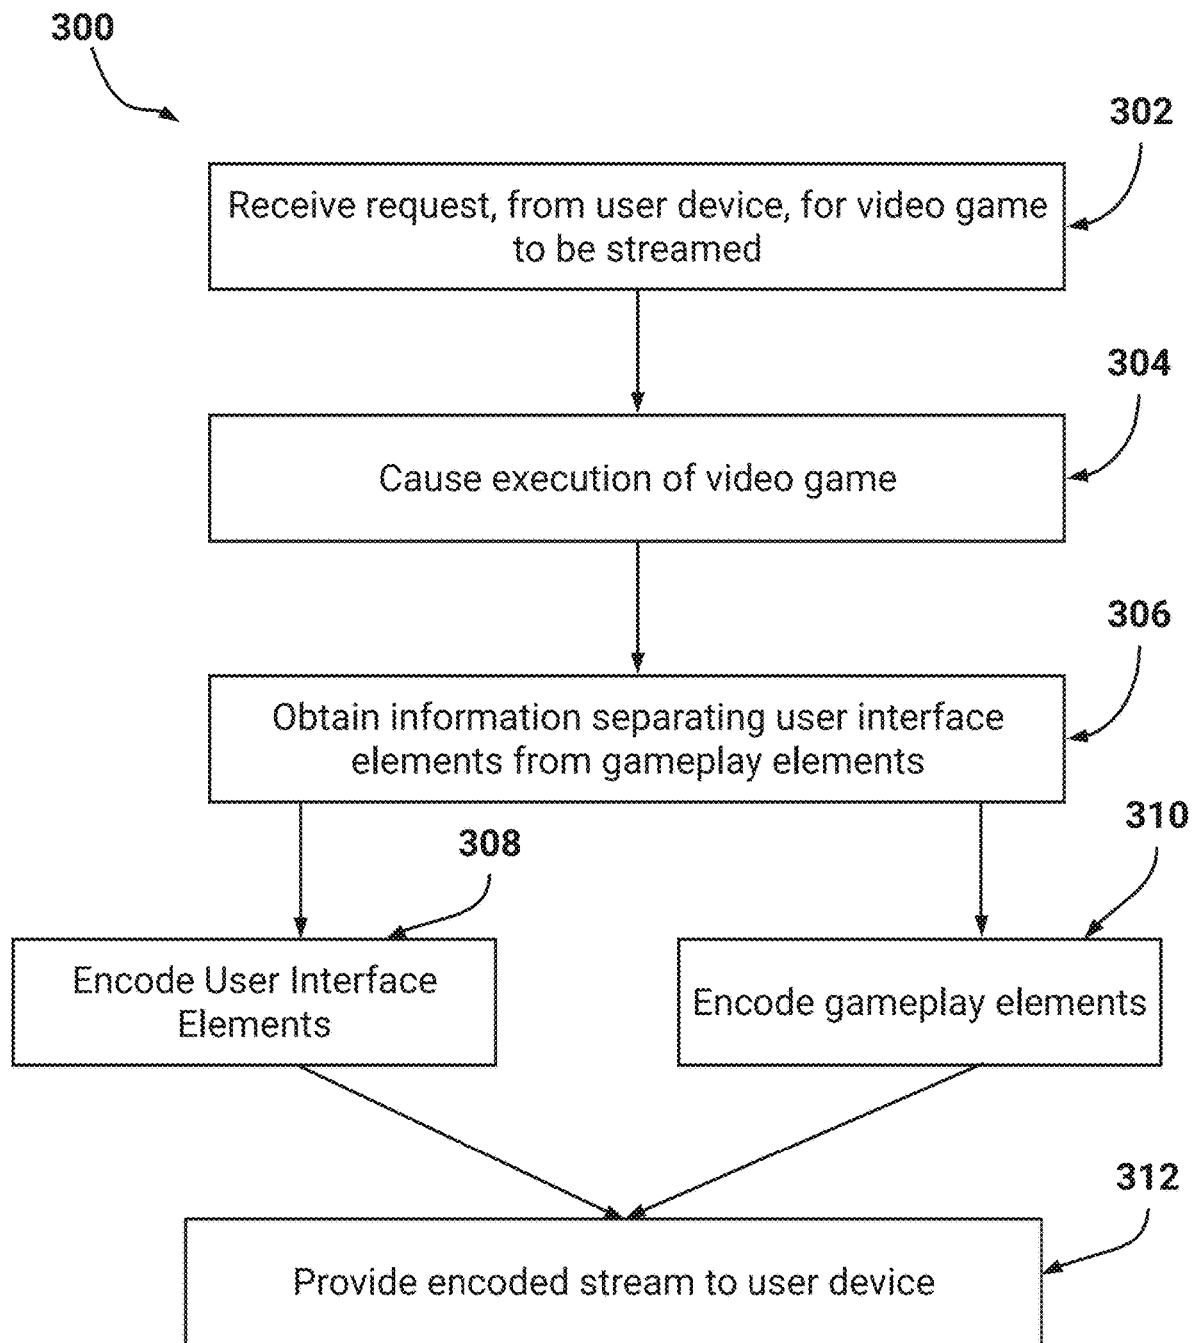 300
302
Receive request, from user device, for video game
to be streamed
304
Cause execution of video game
306
Obtain information separating user interface
elements from gameplay elements
308
310
Encode User Interface
Elements
Encode gameplay elements
312
Provide encoded stream to user device